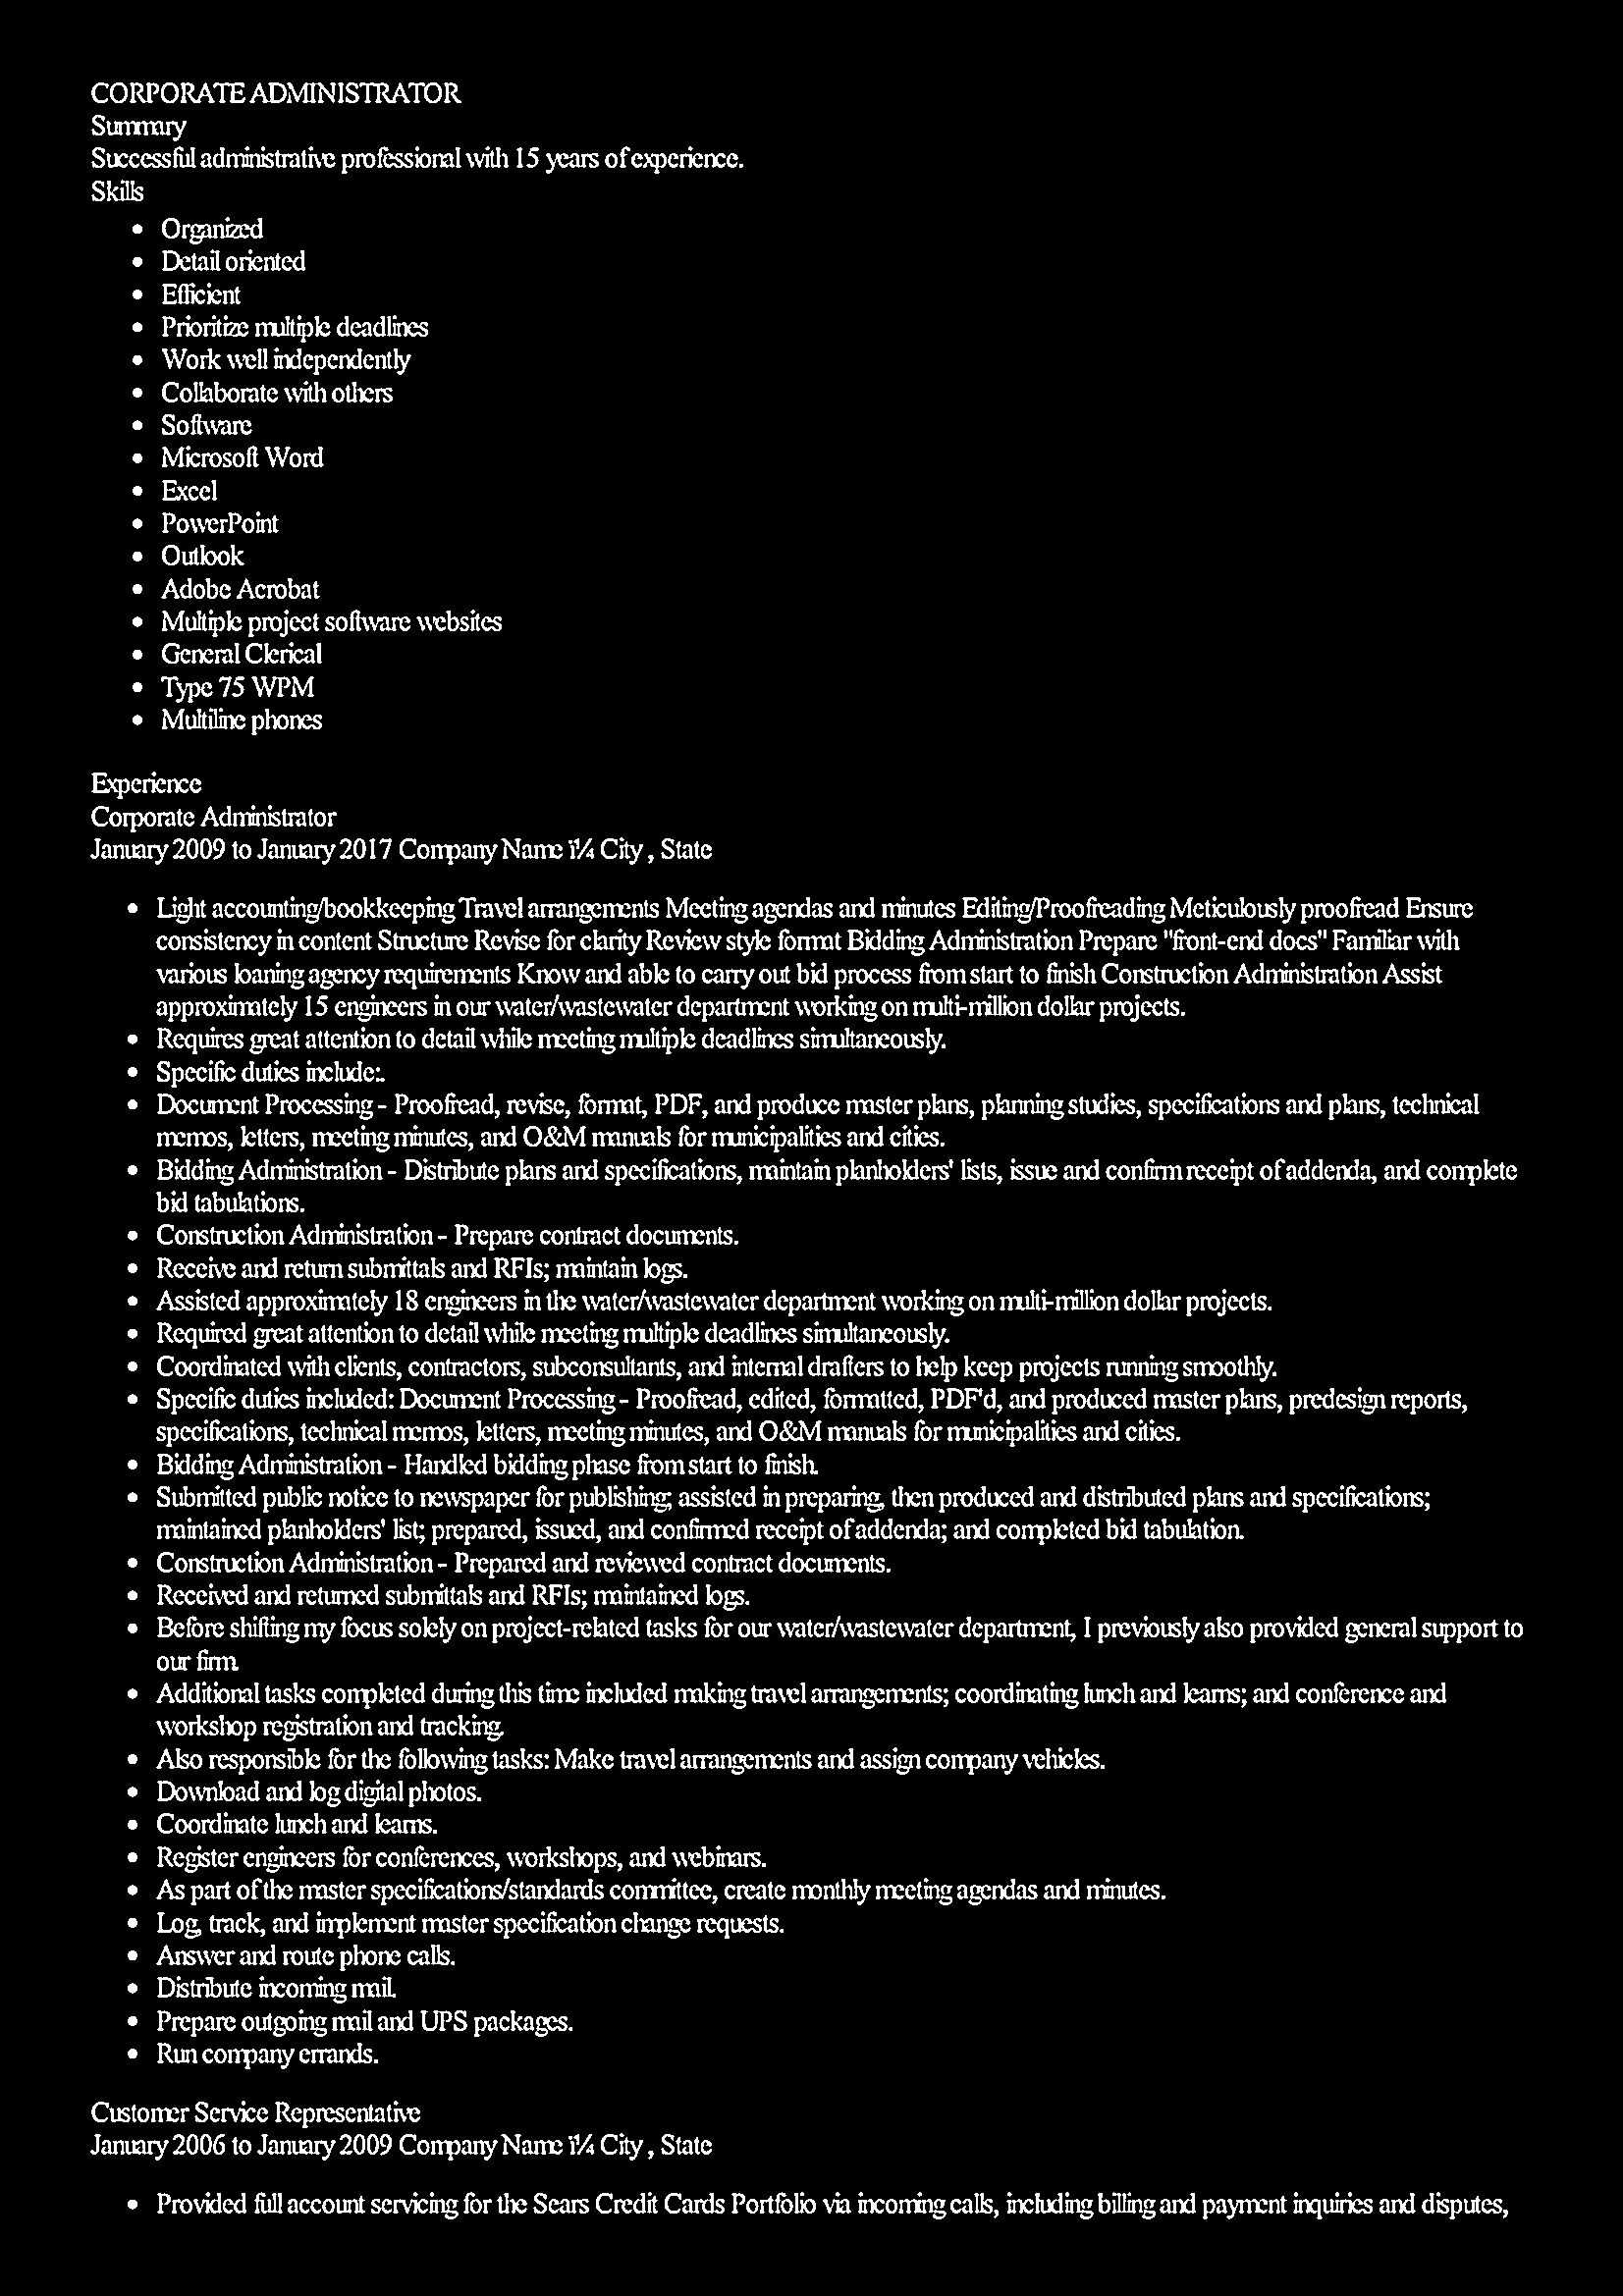 CORPORATE ADMINISTRATOR
Summary
Successful administrative professional with 15 years of experience.
Skills
• Organized
• Detail oriented
• Efficient
• Prioritize multiple deadlines
• Work well independently
• Collaborate with others
• Software
• Microsoft Word
• Excel
• PowerPoint
• Outlook
• Adobe Acrobat
• Multiple project software websites
• General Clerical
• Type 75 WPM
• Multiline phones
Experience
Corporate Administrator
January 2009 to January 2017 Company Name ï¼ City , State
• Light accounting/bookkeeping Travel arrangements Meeting agendas and minutes Editing/Proofreading Meticulously proofread Ensure
consistency in content Structure Revise for clarity Review style format Bidding Administration Prepare "front-end docs" Familiar with
various loaning agency requirements Know and able to carry out bid process from start to finish Construction Administration Assist
approximately 15 engineers in our water/wastewater department working on multi-million dollar projects.
• Requires great attention to detail while meeting multiple deadlines simultaneously.
• Specific duties include:.
• Document Processing - Proofread, revise, format, PDF, and produce master plans, planning studies, specifications and plans, technical
memos, letters, meeting minutes, and O&M manuals for municipalities and cities.
• Bidding Administration - Distribute plans and specifications, maintain planholders' lists, issue and confirm receipt of addenda, and complete
bid tabulations.
• Construction Administration - Prepare contract documents.
• Receive and return submittals and RFIs; maintain logs.
• Assisted approximately 18 engineers in the water/wastewater department working on multi-million dollar projects.
• Required great attention to detail while meeting multiple deadlines simultaneously.
• Coordinated with clients, contractors, subconsultants, and internal drafters to help keep projects running smoothly.
• Specific duties included: Document Processing - Proofread, edited, formatted, PDF'd, and produced master plans, predesign reports,
specifications, technical memos, letters, meeting minutes, and O&M manuals for municipalities and cities.
• Bidding Administration - Handled bidding phase from start to finish.
• Submitted public notice to newspaper for publishing; assisted in preparing, then produced and distributed plans and specifications;
maintained planholders' list; prepared, issued, and confirmed receipt of addenda; and completed bid tabulation.
• Construction Administration - Prepared and reviewed contract documents.
• Received and returned submittals and RFIs; maintained logs.
• Before shifting my focus solely on project-related tasks for our water/wastewater department, I previously also provided general support to
our firm.
• Additional tasks completed during this time included making travel arrangements; coordinating lunch and learns; and conference and
workshop registration and tracking.
• Also responsible for the following tasks: Make travel arrangements and assign company vehicles.
• Download and log digital photos.
• Coordinate lunch and learns.
• Register engineers for conferences, workshops, and webinars.
• As part of the master specifications/standards committee, create monthly meeting agendas and minutes.
• Log, track, and implement master specification change requests.
• Answer and route phone calls.
• Distribute incoming mail.
• Prepare outgoing mail and UPS packages.
• Run company errands.
Customer Service Representative
January 2006 to January 2009 Company Name ï¼ City , State
• Provided full account servicing for the Sears Credit Cards Portfolio via incoming calls, including billing and payment inquiries and disputes,